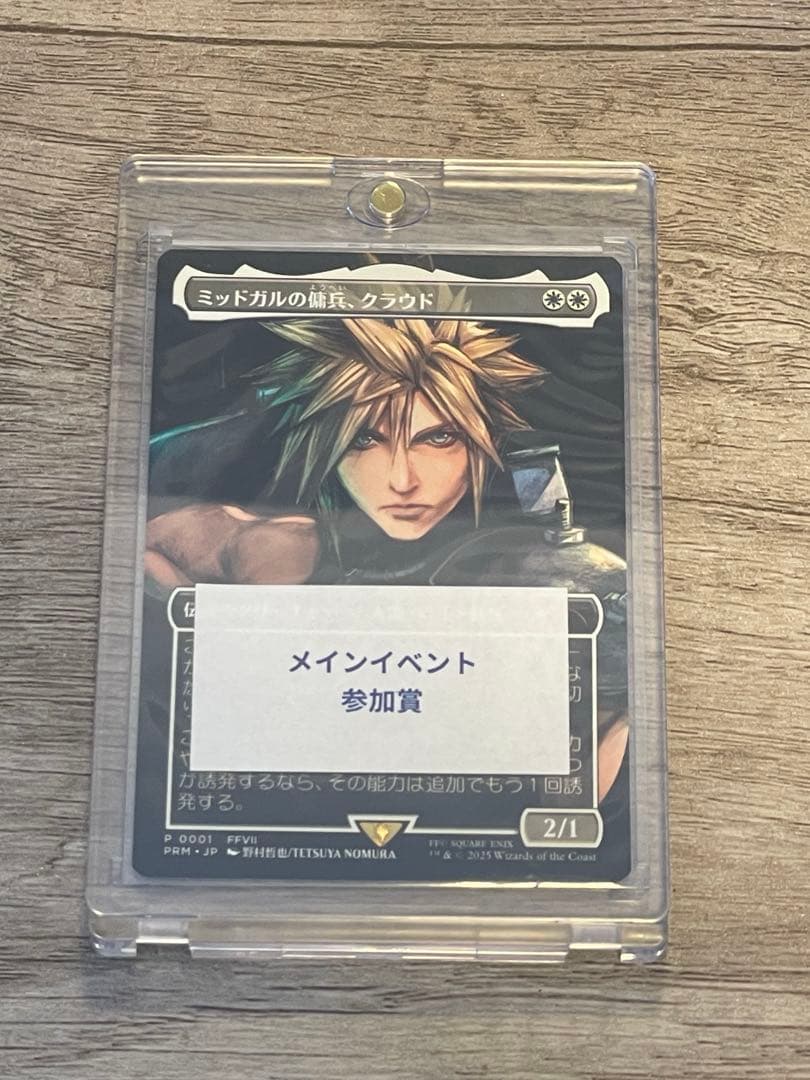 ミッドガルの傭兵、クラウド
ようへい
メインイベント
参加賞
が誘発するなら、その能力は追加でもう1回誘
発する。
2/1
P 0001 FFVII
PRM・JP 野村哲也/TETSUYA NOMURA
FF© SQUARE ENIX
™ & © 2025 Wizards of the Coast